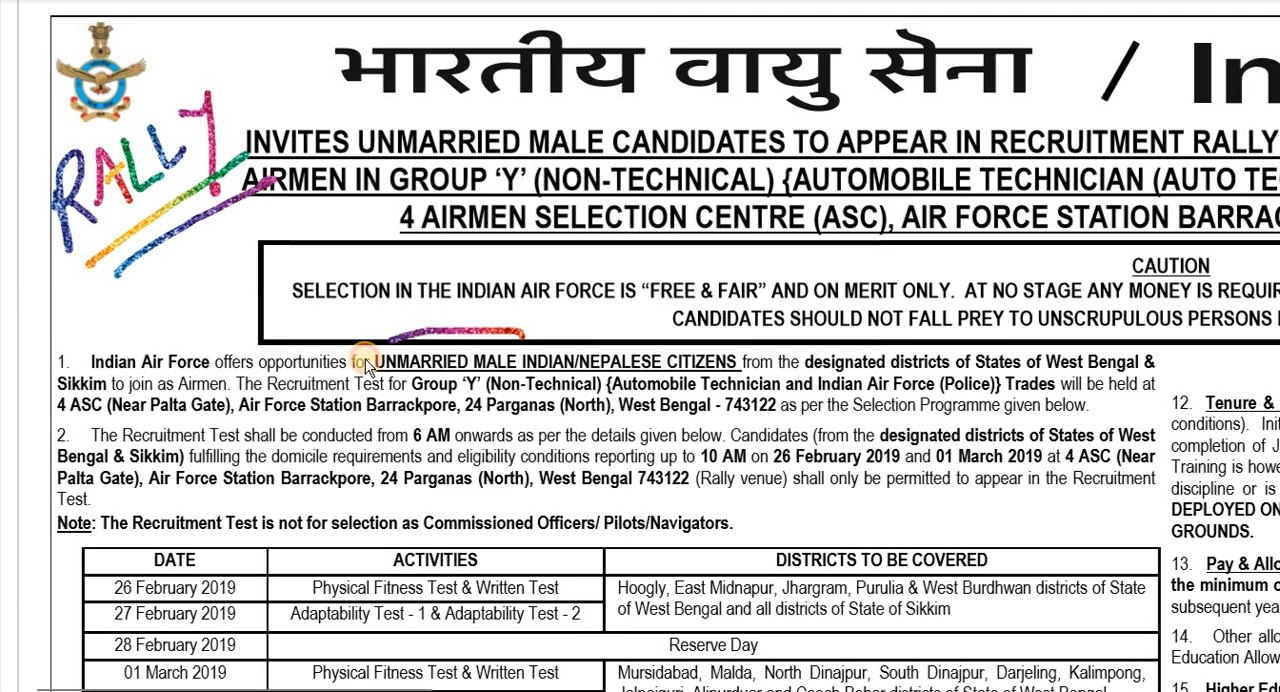 भारतीय वायु सेना / In
RALLY
INVITES UNMARRIED MALE CANDIDATES TO APPEAR IN RECRUITMENT RALLY
AIRMEN IN GROUP ‘Y’ (NON-TECHNICAL) {AUTOMOBILE TECHNICIAN (AUTO TE
4 AIRMEN SELECTION CENTRE (ASC), AIR FORCE STATION BARRAC
CAUTION
SELECTION IN THE INDIAN AIR FORCE IS “FREE & FAIR” AND ON MERIT ONLY. AT NO STAGE ANY MONEY IS REQUIR
CANDIDATES SHOULD NOT FALL PREY TO UNSCRUPULOUS PERSONS
1. Indian Air Force offers opportunities for UNMARRIED MALE INDIAN/NEPALESE CITIZENS from the designated districts of States of West Bengal &
Sikkim to join as Airmen. The Recruitment Test for Group ‘Y’ (Non-Technical) {Automobile Technician and Indian Air Force (Police)} Trades will be held at
4 ASC (Near Palta Gate), Air Force Station Barrackpore, 24 Parganas (North), West Bengal - 743122 as per the Selection Programme given below.
2. The Recruitment Test shall be conducted from 6 AM onwards as per the details given below. Candidates (from the designated districts of States of West
Bengal & Sikkim) fulfilling the domicile requirements and eligibility conditions reporting up to 10 AM on 26 February 2019 and 01 March 2019 at 4 ASC (Near
Palta Gate), Air Force Station Barrackpore, 24 Parganas (North), West Bengal 743122 (Rally venue) shall only be permitted to appear in the Recruitment
Test.
Note: The Recruitment Test is not for selection as Commissioned Officers/ Pilots/Navigators.
DATE ACTIVITIES DISTRICTS TO BE COVERED
26 February 2019 Physical Fitness Test & Written Test Hoogly, East Midnapur, Jhargram, Purulia & West Burdhwan districts of State
27 February 2019 Adaptability Test - 1 & Adaptability Test - 2 of West Bengal and all districts of State of Sikkim
28 February 2019 Reserve Day
01 March 2019 Physical Fitness Test & Written Test Mursidabad, Malda, North Dinajpur, South Dinajpur, Darjeling, Kalimpong,
12. Tenure &
conditions). Init
completion of J
Training is howe
discipline or is
DEPLOYED ON
GROUNDS.
13. Pay & Allo
the minimum o
subsequent yea
14. Other allo
Education Allow
15. Higher Ed